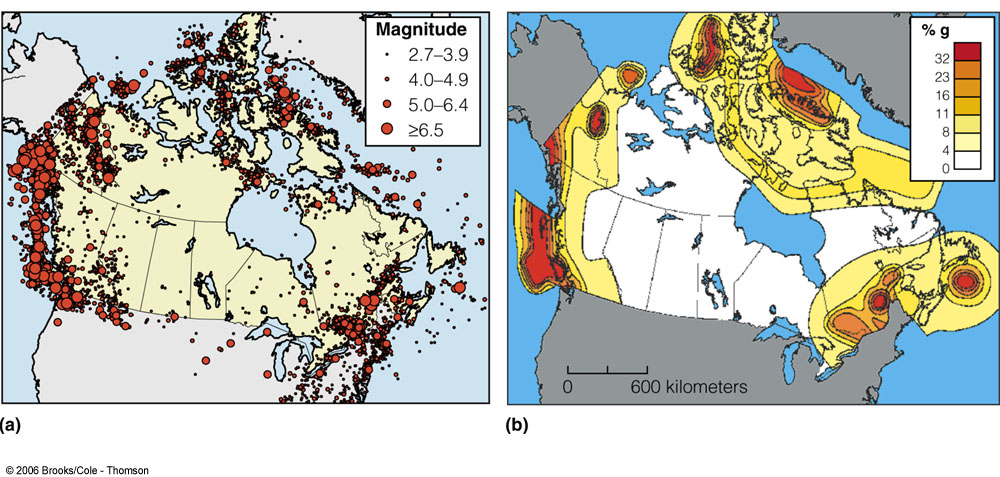 Magnitude
2.7–3.9
4.0–4.9
5.0–6.4
≥6.5
(a)
% g
32
23
16
11
8
4
0
0 600 kilometers
(b)
© 2006 Brooks/Cole - Thomson